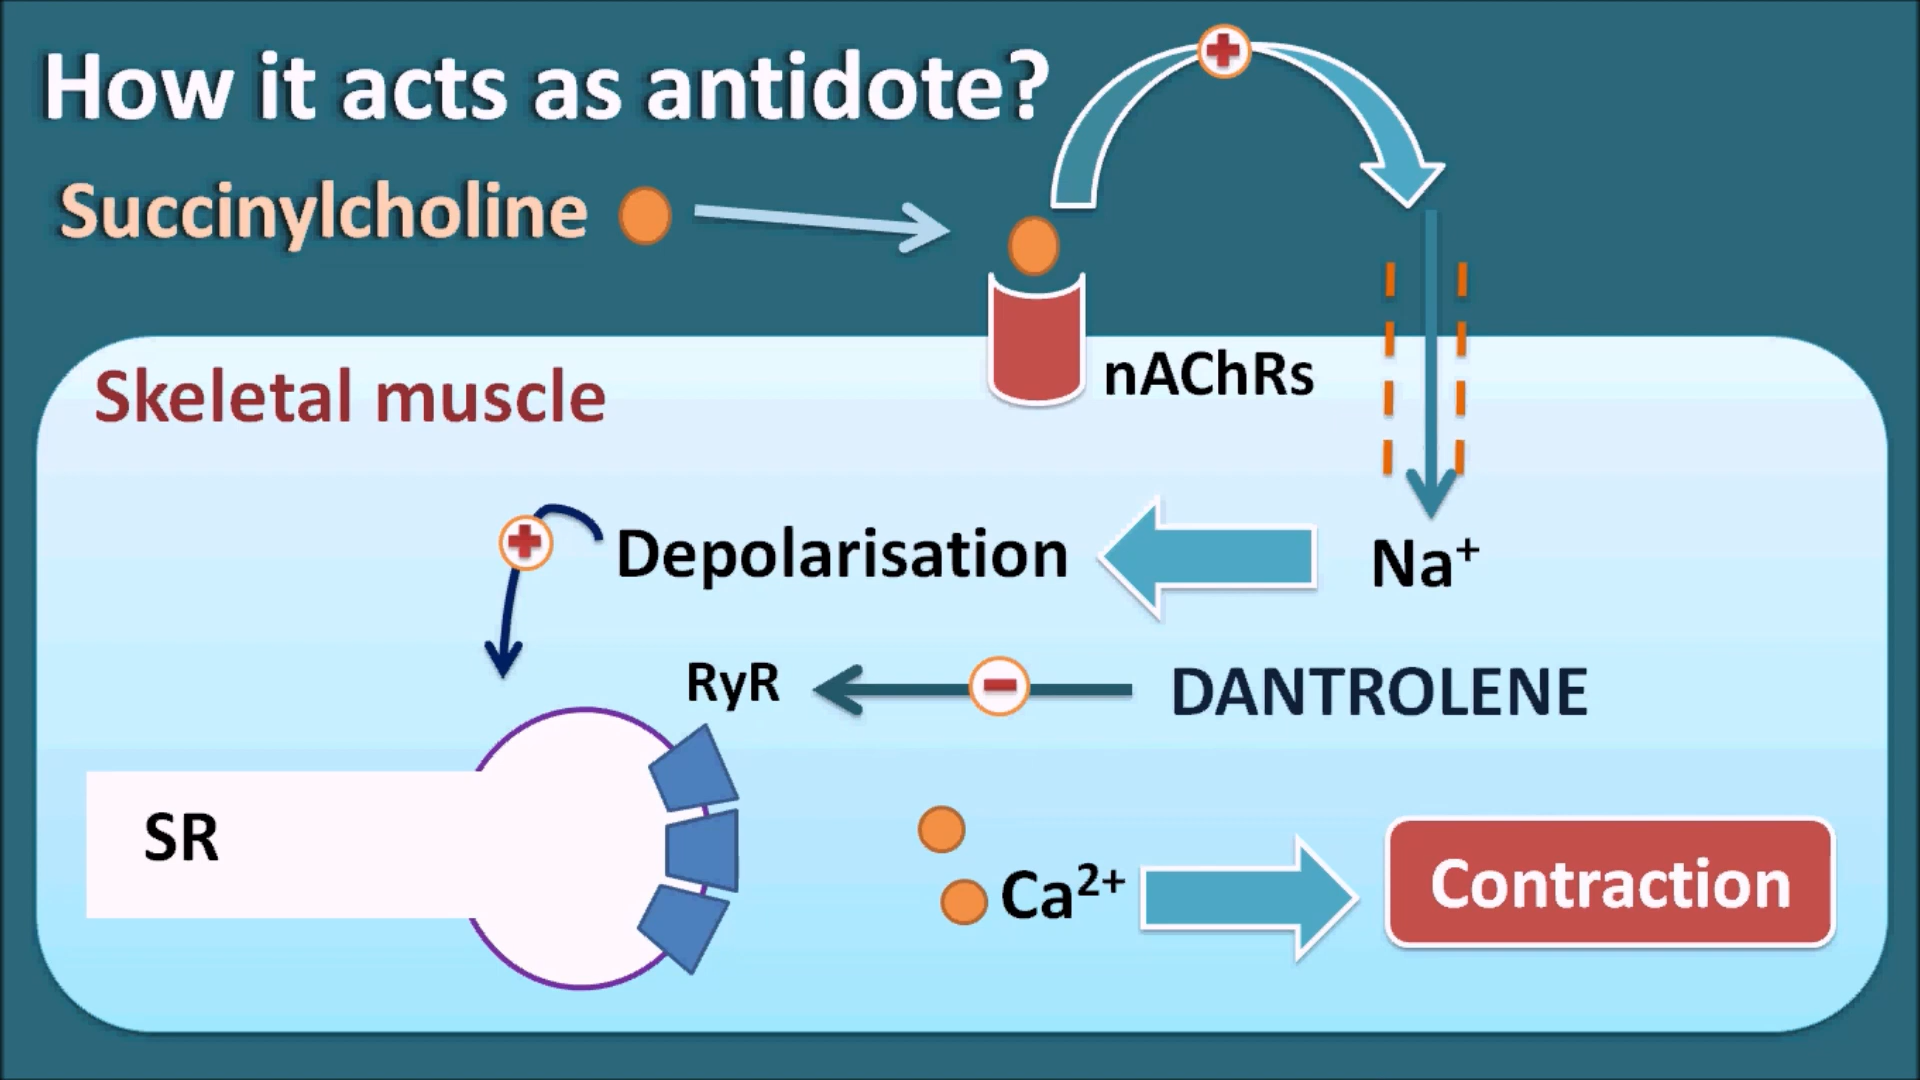 How it acts as antidote?
Succinylcholine
Skeletal muscle
nAChRs
Depolarisation
Na⁺
RyR
DANTROLENE
SR
Ca²⁺
Contraction